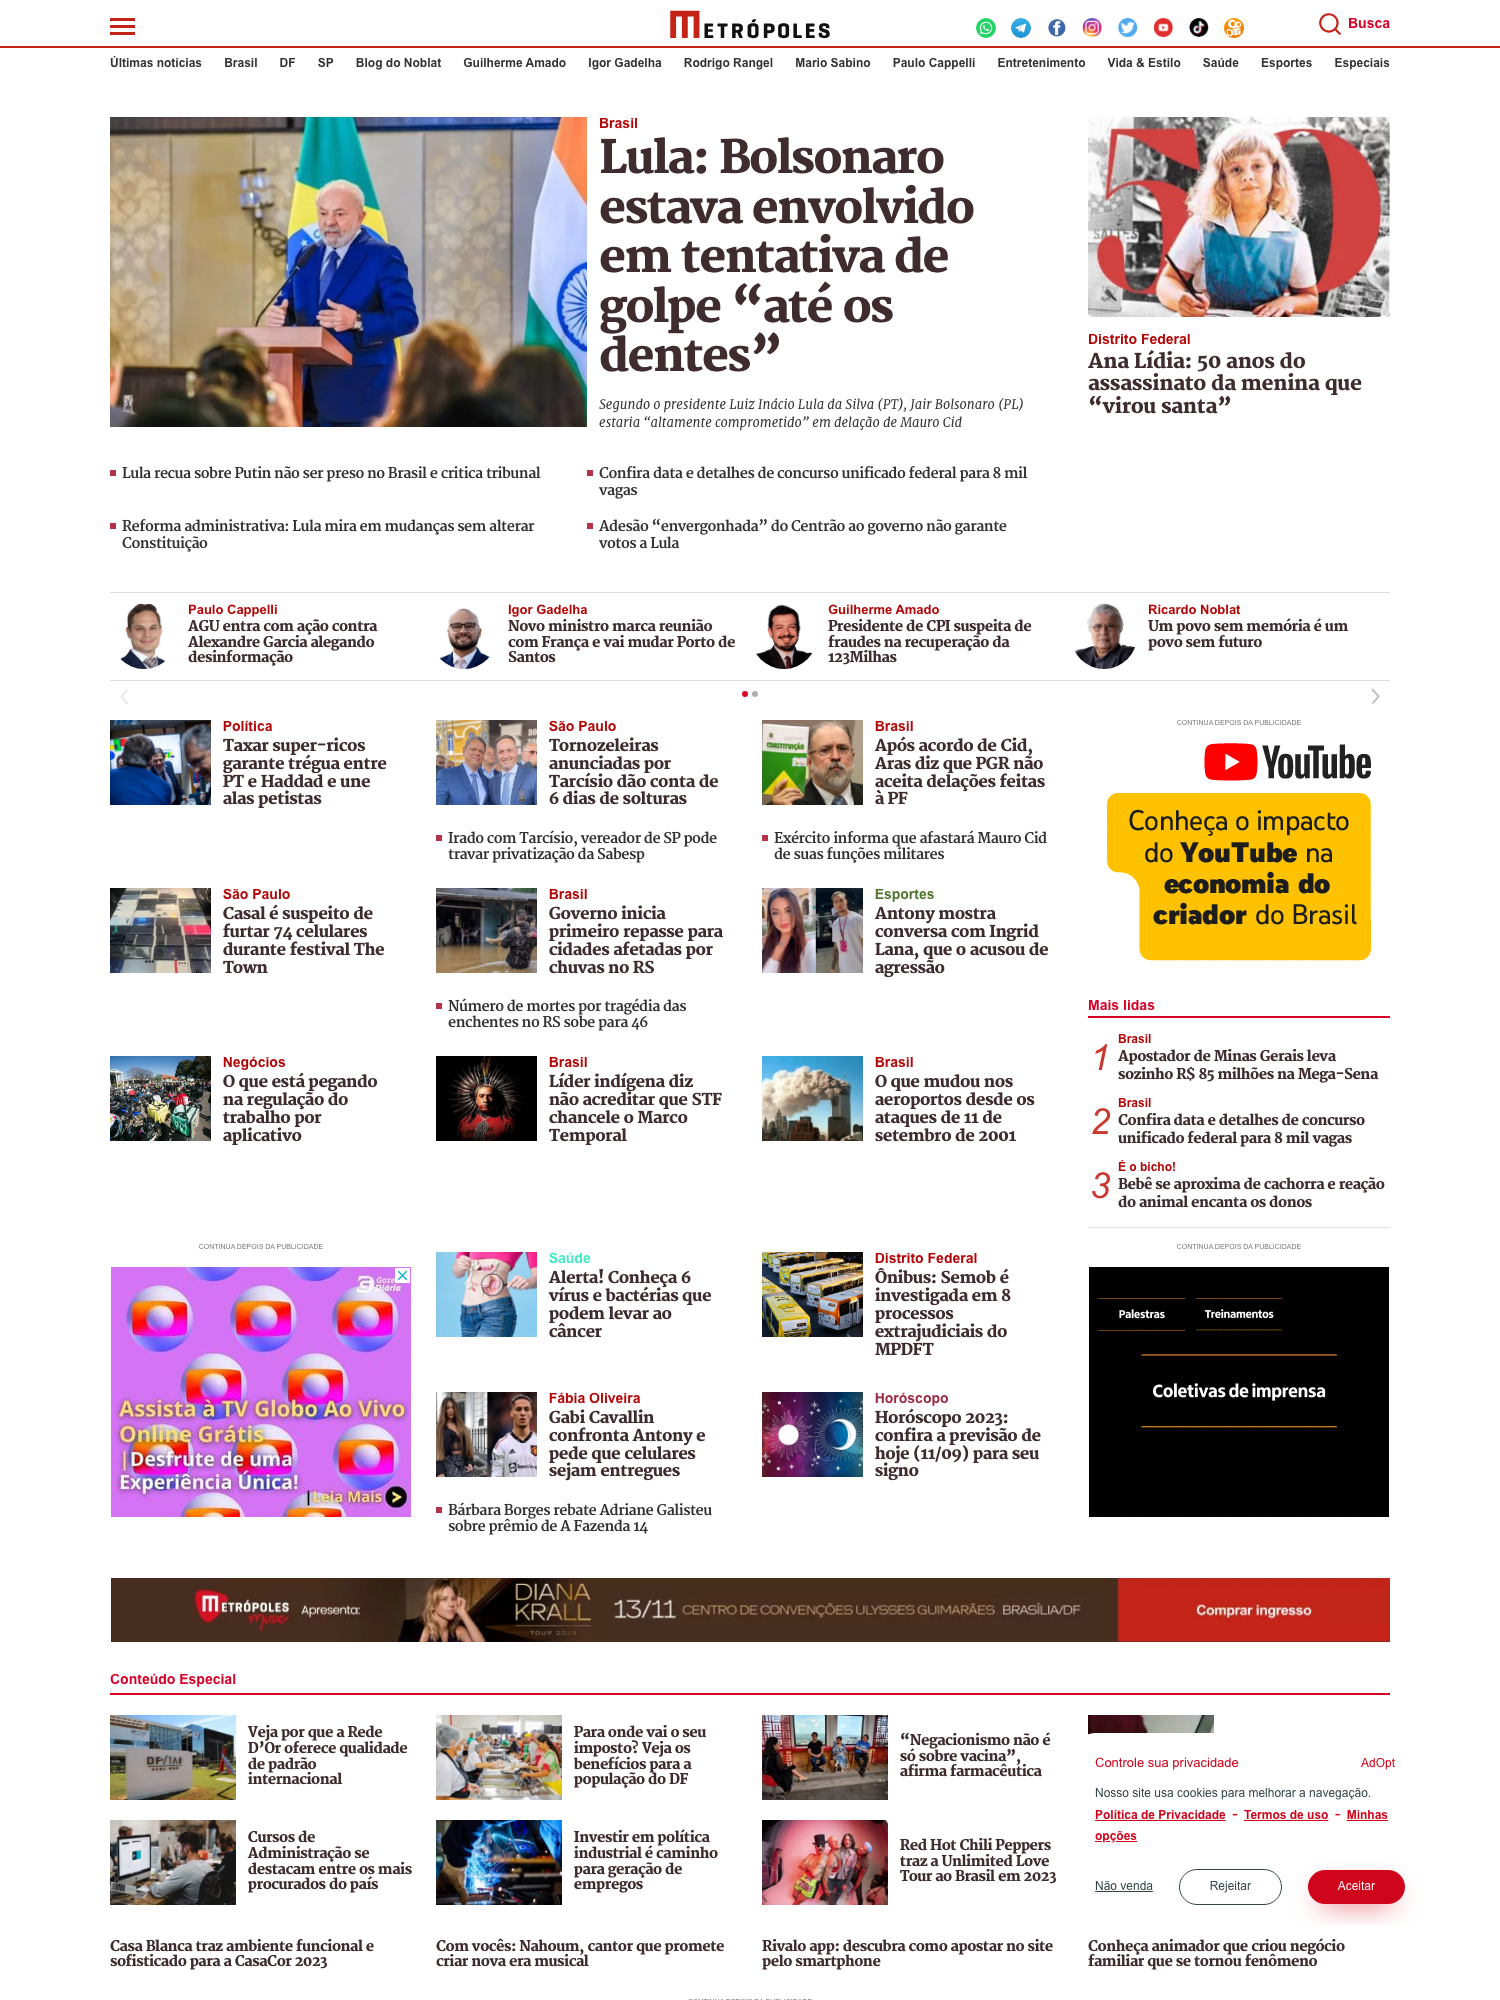 METRÓPOLES
Busca
Últimas notícias Brasil DF SP Blog do Noblat Guilherme Amado Igor Gadelha Rodrigo Rangel Mario Sabino Paulo Cappelli Entretenimento Vida & Estilo Saúde Esportes Especiais
Brasil
Lula: Bolsonaro
estava envolvido
em tentativa de
golpe “até os
dentes”
Segundo o presidente Luiz Inácio Lula da Silva (PT), Jair Bolsonaro (PL)
estaria “altamente comprometido” em delação de Mauro Cid
50
Distrito Federal
Ana Lídia: 50 anos do
assassinato da menina que
“virou santa”
Lula recua sobre Putin não ser preso no Brasil e critica tribunal
Confira data e detalhes de concurso unificado federal para 8 mil
vagas
Reforma administrativa: Lula mira em mudanças sem alterar
Constituição
Adesão “envergonhada” do Centrão ao governo não garante
votos a Lula
Paulo Cappelli
AGU entra com ação contra
Alexandre Garcia alegando
desinformação
Igor Gadelha
Novo ministro marca reunião
com França e vai mudar Porto de
Santos
Guilherme Amado
Presidente de CPI suspeita de
fraudes na recuperação da
123Milhas
Ricardo Noblat
Um povo sem memória é um
povo sem futuro
Política
Taxar super-ricos
garante trégua entre
PT e Haddad e une
alas petistas
São Paulo
Tornozeleiras
anunciadas por
Tarcísio dão conta de
6 dias de solturas
Irado com Tarcísio, vereador de SP pode
travar privatização da Sabesp
CONSTITUIÇÃO
Brasil
Após acordo de Cid,
Aras diz que PGR não
aceita delações feitas
à PF
Exército informa que afastará Mauro Cid
de suas funções militares
CONTINUA DEPOIS DA PUBLICIDADE
YouTube
Conheça o impacto
do YouTube na
economia do
criador do Brasil
São Paulo
Casal é suspeito de
furtar 74 celulares
durante festival The
Town
Brasil
Governo inicia
primeiro repasse para
cidades afetadas por
chuvas no RS
Número de mortes por tragédia das
enchentes no RS sobe para 46
Esportes
Antony mostra
conversa com Ingrid
Lana, que o acusou de
agressão
Mais lidas
1
Brasil
Apostador de Minas Gerais leva
sozinho R$ 85 milhões na Mega-Sena
2
Brasil
Confira data e detalhes de concurso
unificado federal para 8 mil vagas
3
É o bicho!
Bebê se aproxima de cachorra e reação
do animal encanta os donos
Negócios
O que está pegando
na regulação do
trabalho por
aplicativo
Brasil
Líder indígena diz
não acreditar que STF
chancele o Marco
Temporal
Brasil
O que mudou nos
aeroportos desde os
ataques de 11 de
setembro de 2001
CONTINUA DEPOIS DA PUBLICIDADE
Gazeta
Diária
Assista à TV Globo Ao Vivo
Online Grátis
|Desfrute de uma
Experiência Única!
|Leia Mais
Saúde
Alerta! Conheça 6
vírus e bactérias que
podem levar ao
câncer
Distrito Federal
Ônibus: Semob é
investigada em 8
processos
extrajudiciais do
MPDFT
CONTINUA DEPOIS DA PUBLICIDADE
Palestras Treinamentos
Coletivas de imprensa
Fábia Oliveira
Gabi Cavallin
confronta Antony e
pede que celulares
sejam entregues
Bárbara Borges rebate Adriane Galisteu
sobre prêmio de A Fazenda 14
Horóscopo
Horóscopo 2023:
confira a previsão de
hoje (11/09) para seu
signo
METRÓPOLES music Apresenta: DIANA KRALL TOUR 2023 13/11 CENTRO DE CONVENÇÕES ULYSSES GUIMARÃES BRASÍLIA/DF Comprar ingresso
Conteúdo Especial
DF STAR
Veja por que a Rede
D’Or oferece qualidade
de padrão
internacional
Para onde vai o seu
imposto? Veja os
benefícios para a
população do DF
“Negacionismo não é
só sobre vacina”,
afirma farmacêutica
Cursos de
Administração se
destacam entre os mais
procurados do país
Investir em política
industrial é caminho
para geração de
empregos
Red Hot Chili Peppers
traz a Unlimited Love
Tour ao Brasil em 2023
Controle sua privacidade AdOpt
Nosso site usa cookies para melhorar a navegação.
Política de Privacidade - Termos de uso - Minhas
opções
Não venda Rejeitar Aceitar
Casa Blanca traz ambiente funcional e
sofisticado para a CasaCor 2023
Com vocês: Nahoum, cantor que promete
criar nova era musical
Rivalo app: descubra como apostar no site
pelo smartphone
Conheça animador que criou negócio
familiar que se tornou fenômeno